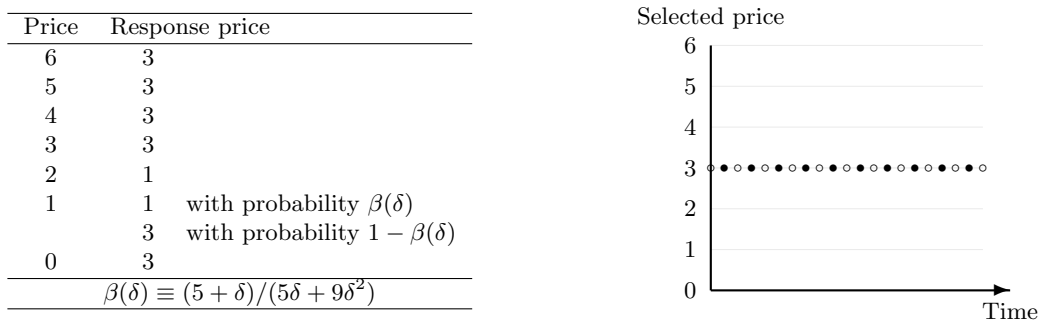 Price Response price
6 3
5 3
4 3
3 3
2 1
1 1 with probability β(δ)
3 with probability 1 − β(δ)
0 3
β(δ) ≡ (5 + δ)/(5δ + 9δ²)
Selected price
6
5
4
3
2
1
0
Time